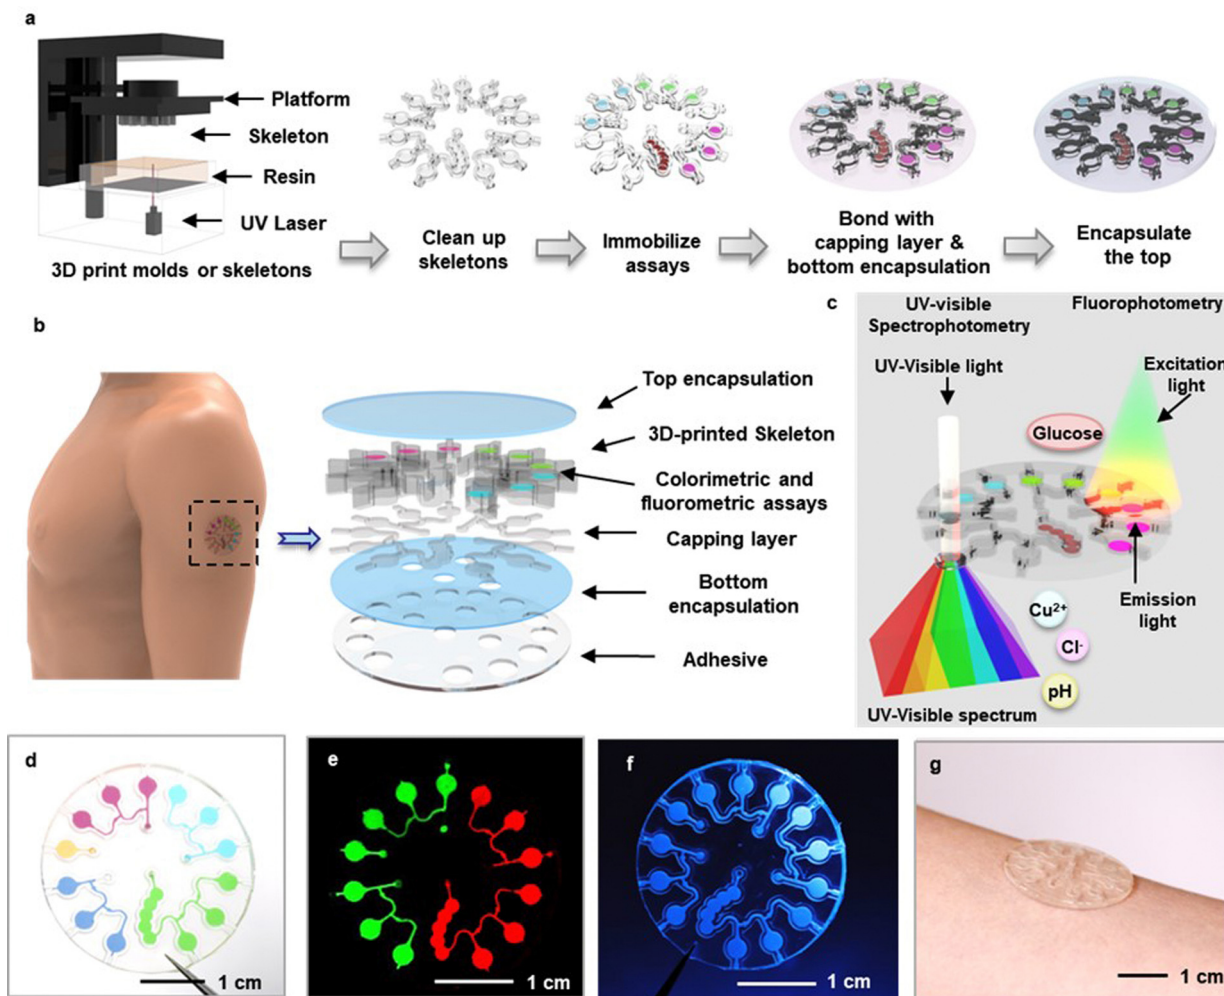 a
Platform
Skeleton
Resin
UV Laser
3D print molds or skeletons
Clean up
skeletons
Immobilize
assays
Bond with
capping layer &
bottom encapsulation
Encapsulate
the top
b
Top encapsulation
3D-printed Skeleton
Colorimetric and
fluorometric assays
Capping layer
Bottom
encapsulation
Adhesive
c
UV-visible
Spectrophotometry
Fluorophotometry
UV-Visible light
Excitation
light
Glucose
Cu²⁺
Cl⁻
pH
Emission
light
UV-Visible spectrum
d
1 cm
e
1 cm
f
1 cm
g
1 cm